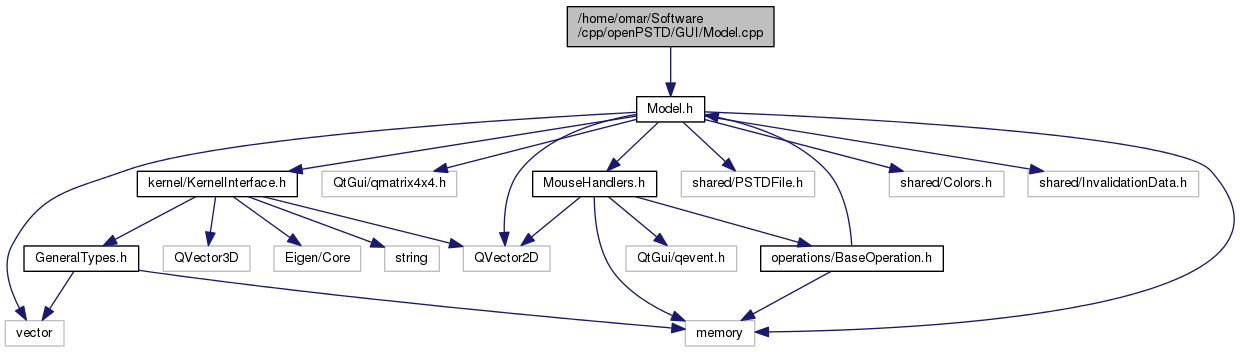 /home/omar/Software
/cpp/openPSTD/GUI/Model.cpp
Model.h
kernel/KernelInterface.h
QtGui/qmatrix4x4.h
MouseHandlers.h
shared/PSTDFile.h
shared/Colors.h
shared/InvalidationData.h
GeneralTypes.h
QVector3D
Eigen/Core
string
QVector2D
QtGui/qevent.h
operations/BaseOperation.h
vector
memory